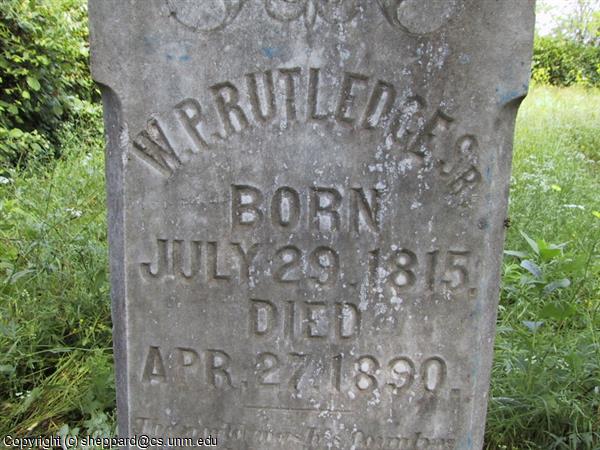 W.P. RUTLEDGE SR.
BORN
JULY 29. 1815.
DIED
APR. 27. 1890.
Copyright (c) sheppard@cs.unm.edu